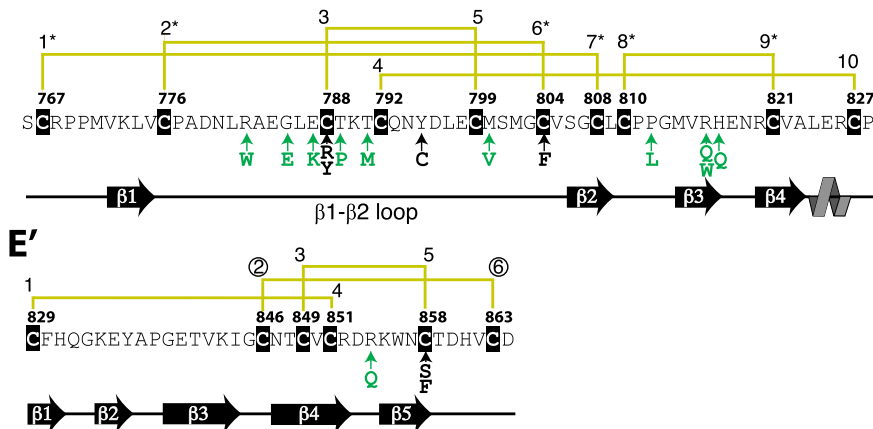 3 5
2* 6*
1* 7* 8* 9*
4 10
767 776 788 792 799 804 808 810 821 827
SCRPPMVKLVCPADNLRAEGLECTKTCQNYDLECMSMGCVSGCLCPPGMVRHENRCVALERCP
W E K R P M C V F L Q Q
Y W
β1 β2 β3 β4
β1-β2 loop
E′
3 5
② ⑥
1 4
829 846 849 851 858 863
CFHQGKEYAPGETVKIGCNTCVCRDRKWNCTDHVCD
Q S
F
β1 β2 β3 β4 β5